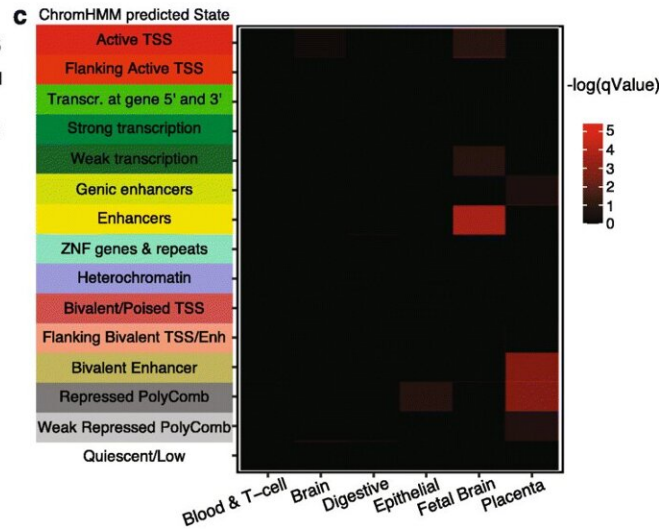 c ChromHMM predicted State
Active TSS
Flanking Active TSS
Transcr. at gene 5' and 3'
Strong transcription
Weak transcription
Genic enhancers
Enhancers
ZNF genes & repeats
Heterochromatin
Bivalent/Poised TSS
Flanking Bivalent TSS/Enh
Bivalent Enhancer
Repressed PolyComb
Weak Repressed PolyComb
Quiescent/Low
Blood & T-cell
Brain
Digestive
Epithelial
Fetal Brain
Placenta
-log(qValue)
5
4
3
2
1
0